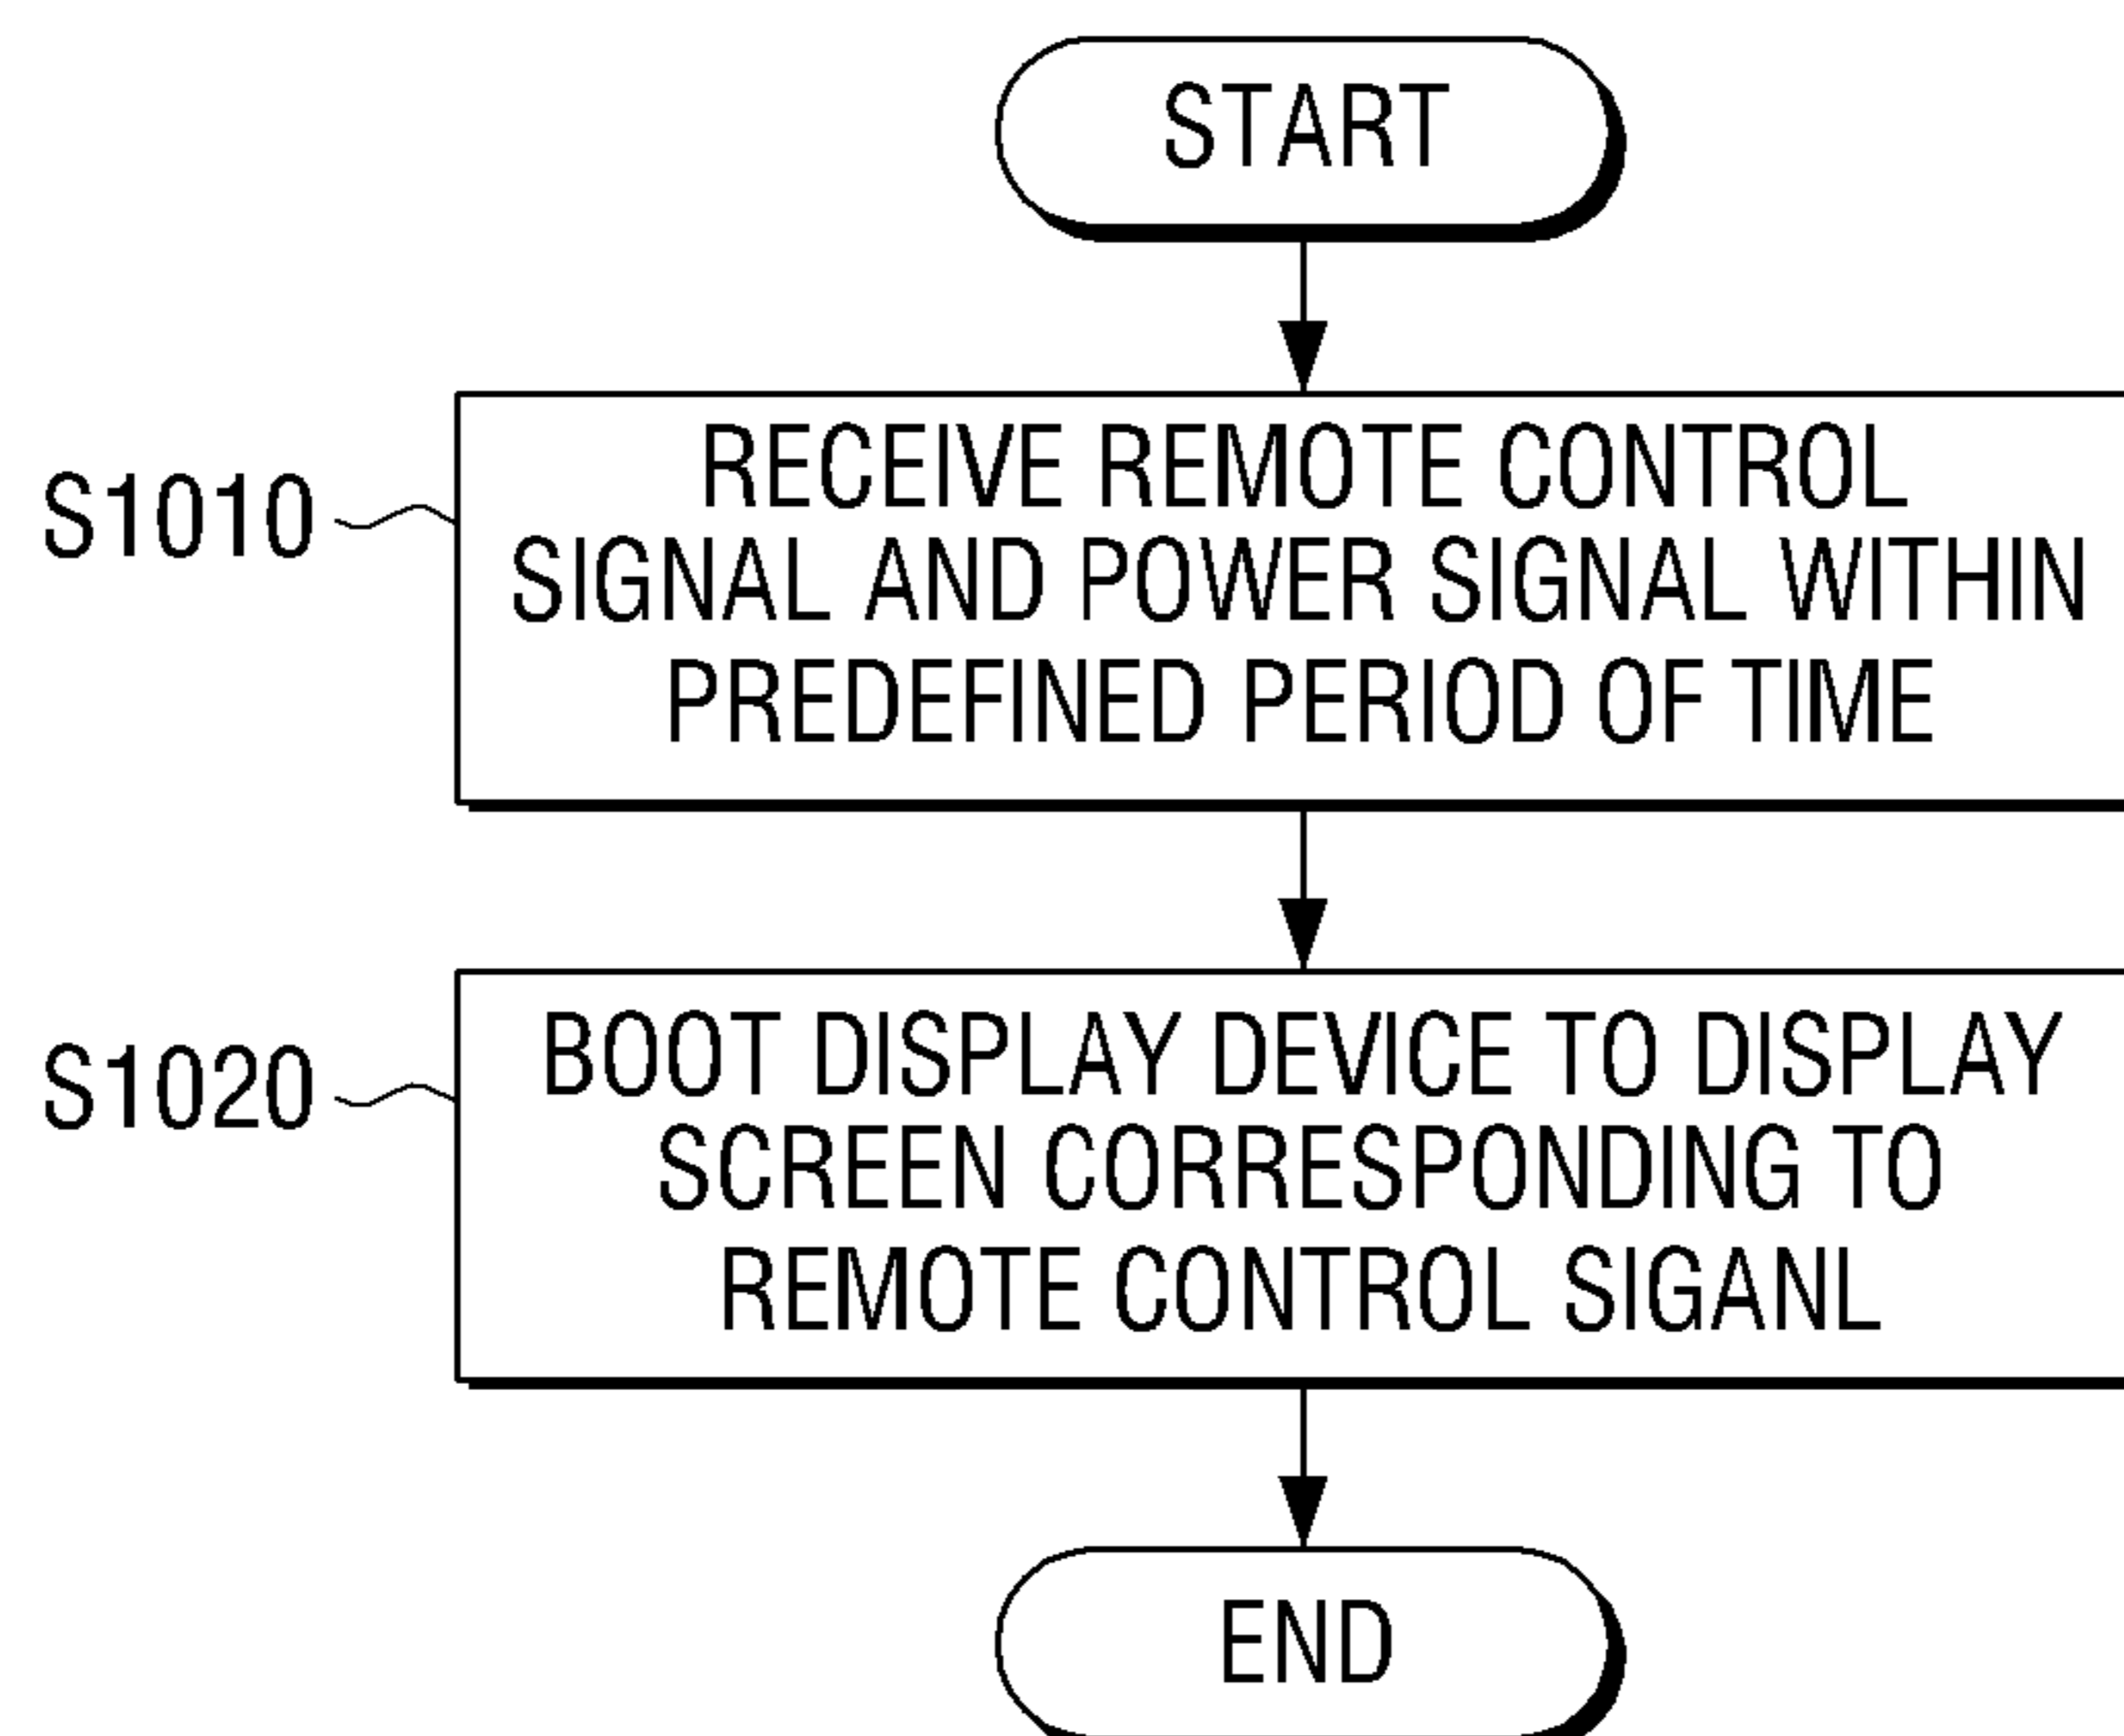 START
S1010
RECEIVE REMOTE CONTROL
SIGNAL AND POWER SIGNAL WITHIN
PREDEFINED PERIOD OF TIME
S1020
BOOT DISPLAY DEVICE TO DISPLAY
SCREEN CORRESPONDING TO
REMOTE CONTROL SIGANL
END